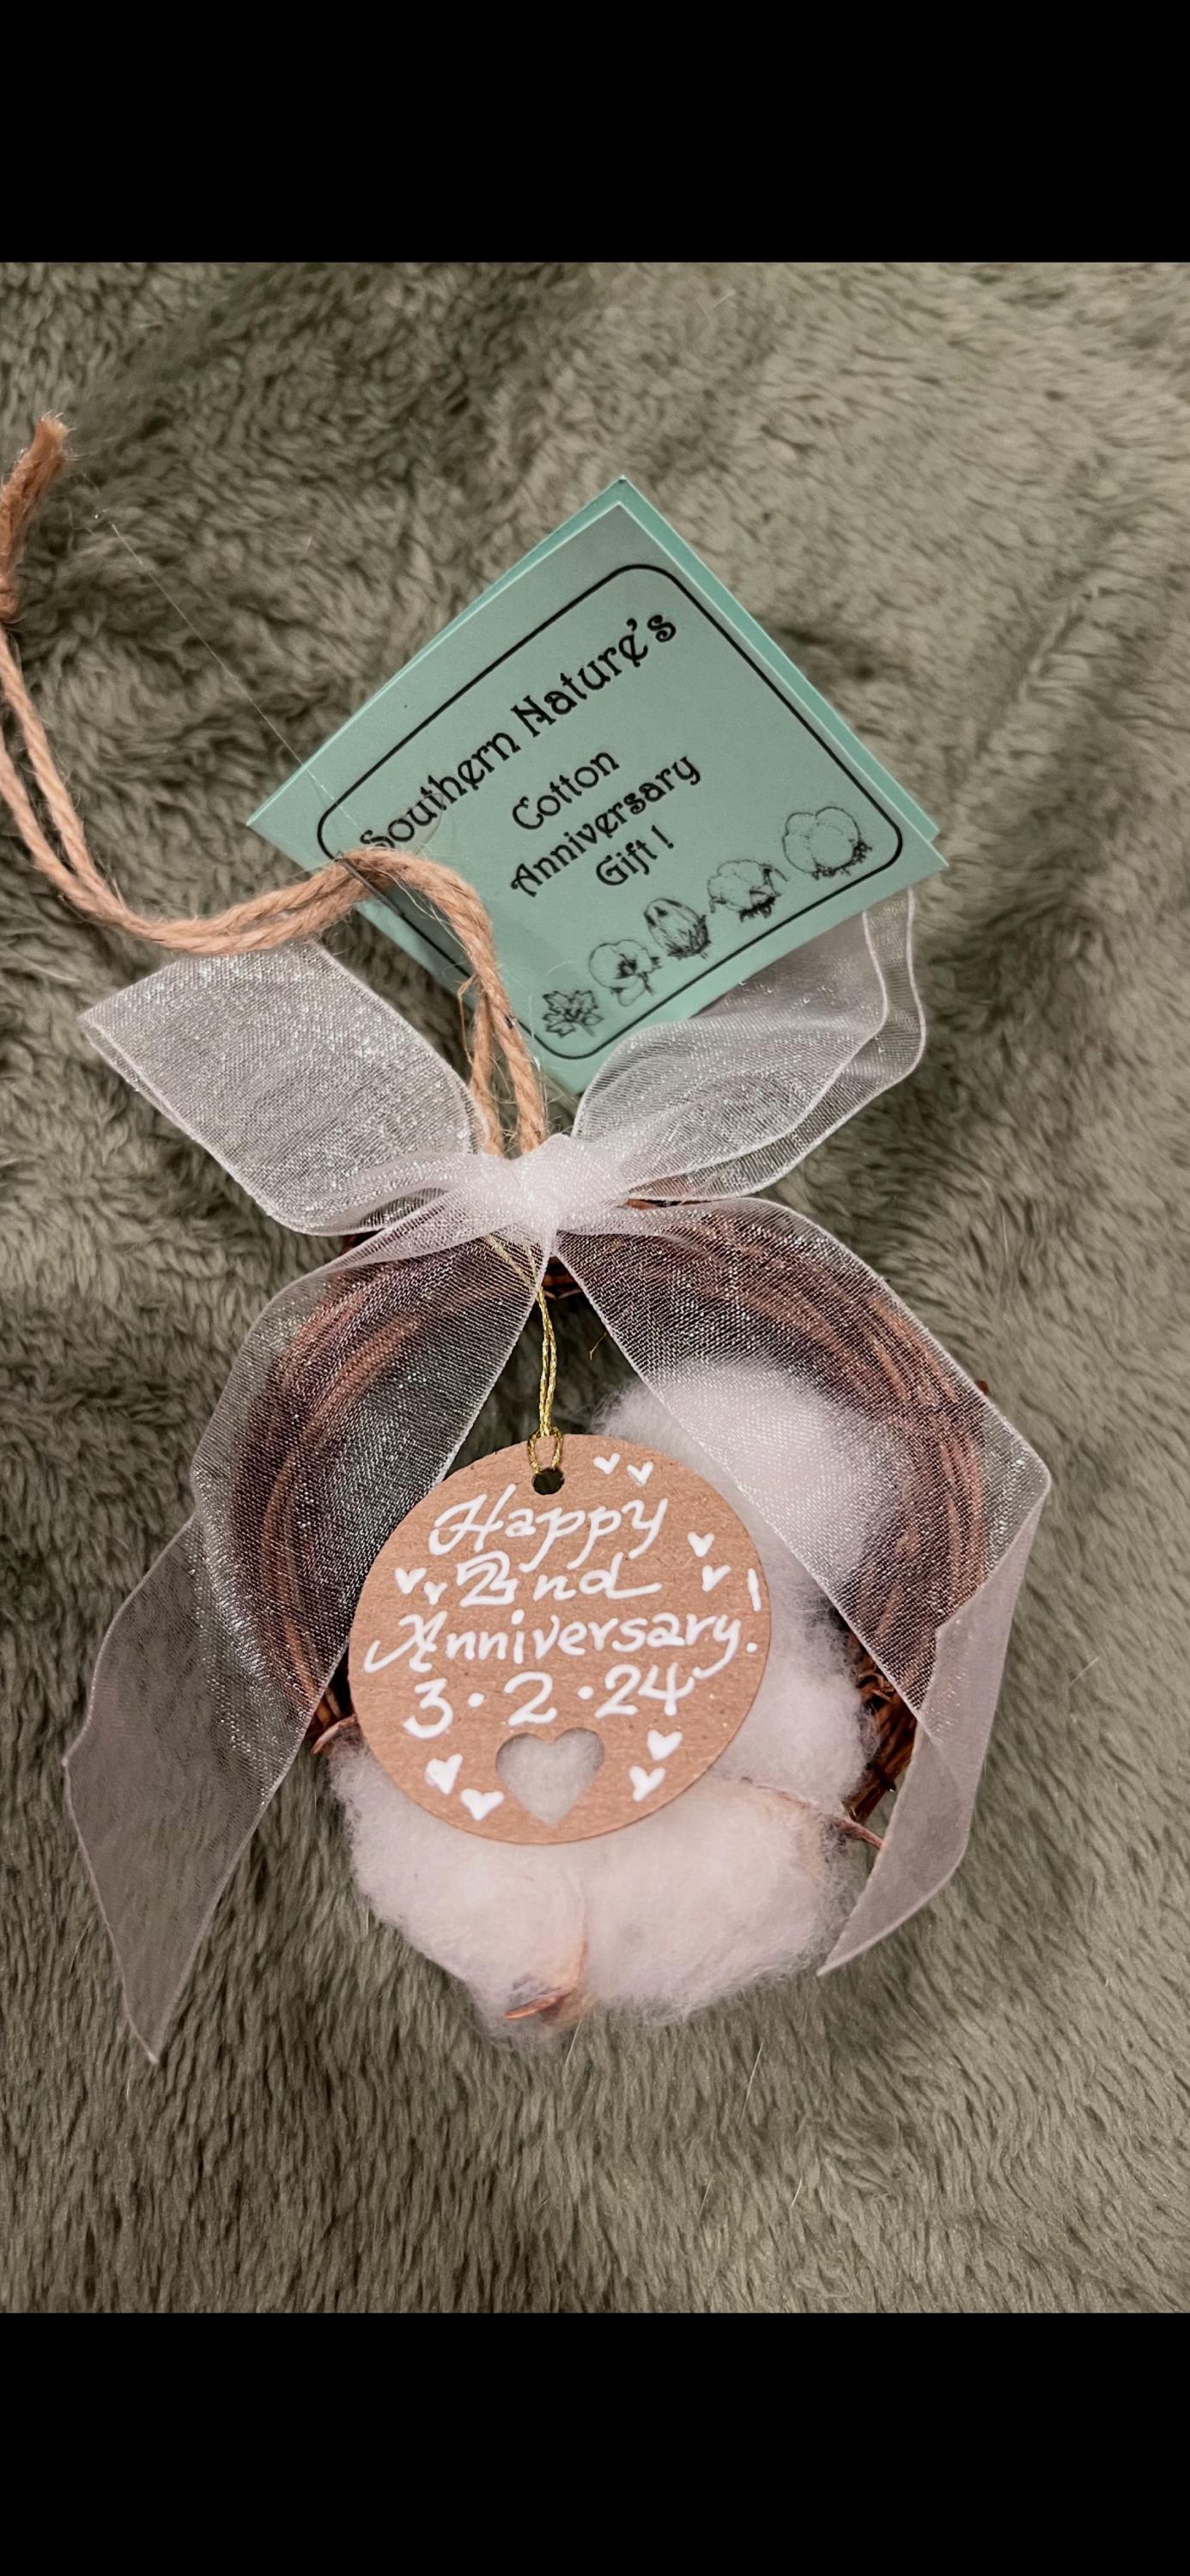 Southern Nature's
Cotton
Anniversary
Gift !
Happy
2nd
Anniversary!
3·2·24